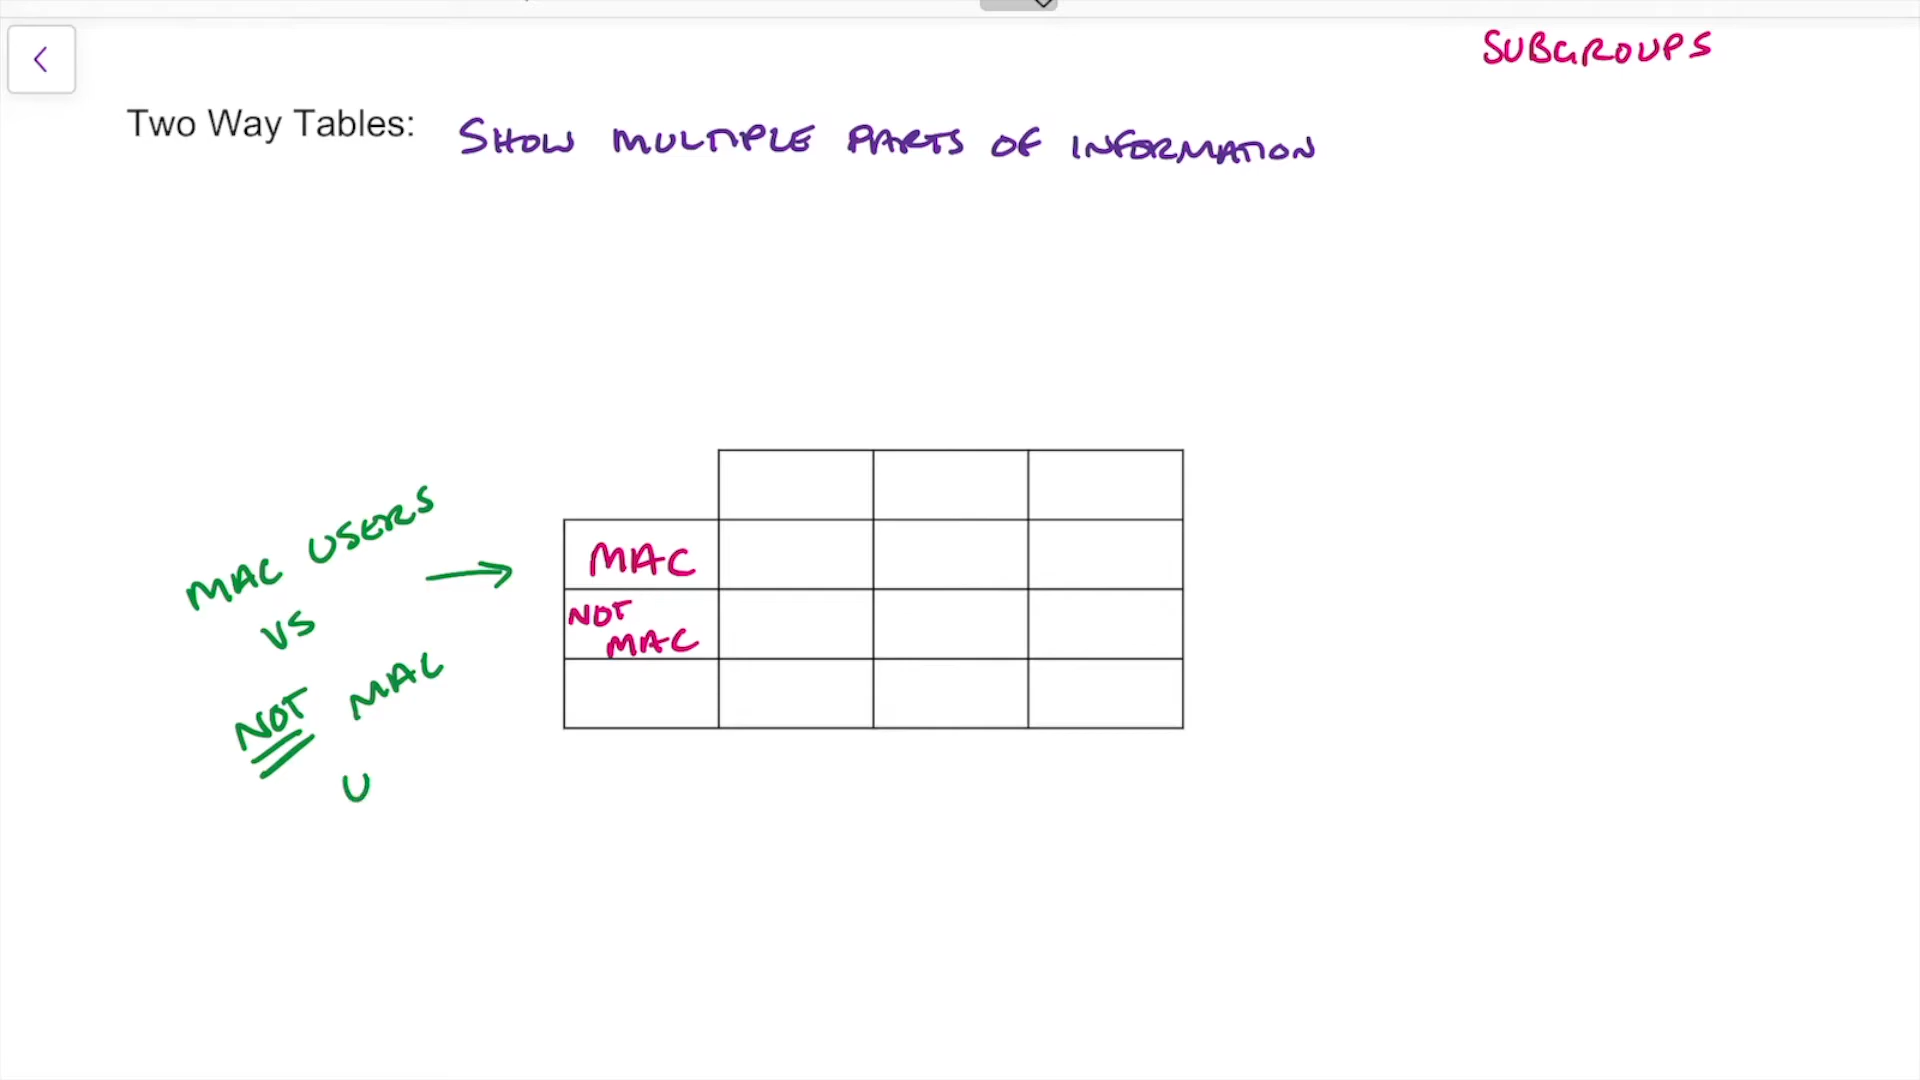 SUBGROUPS
Two Way Tables: SHOW MULTIPLE PARTS OF INFORMATION
MAC USERS
VS
NOT MAC
U
MAC
NOT
MAC